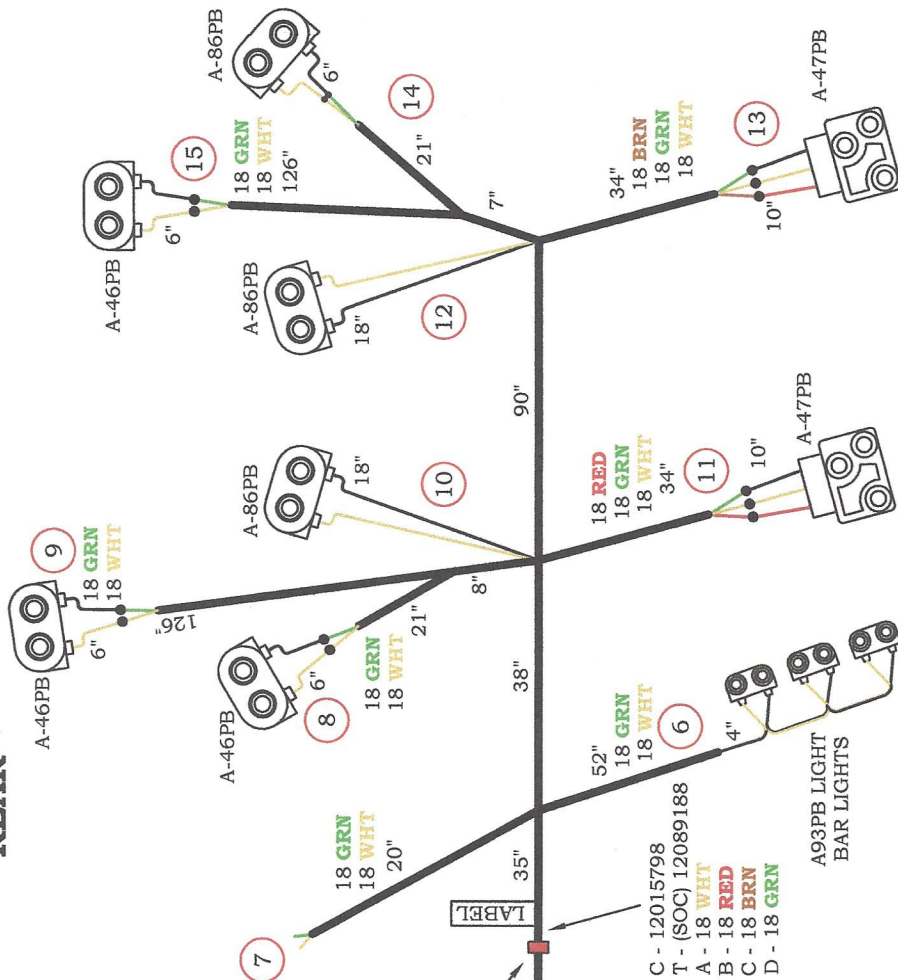 REAR
A-46PB
6"
9
18 GRN
18 WHT
126"
A-46PB
6"
8
18 GRN
18 WHT
21"
8"
A-86PB
18"
10
A-46PB
6"
15
18 GRN
18 WHT
126"
A-86PB
6"
14
21"
7"
A-86PB
18"
12
7
18 GRN
18 WHT
20"
LABEL
35"
38"
90"
C - 12015798
T - (SOC) 12089188
A - 18 WHT
B - 18 RED
C - 18 BRN
D - 18 GRN
52"
18 GRN
18 WHT
6
4"
A93PB LIGHT
BAR LIGHTS
18 RED
18 GRN
18 WHT
34"
11
10"
A-47PB
34"
18 BRN
18 GRN
18 WHT
13
10"
A-47PB